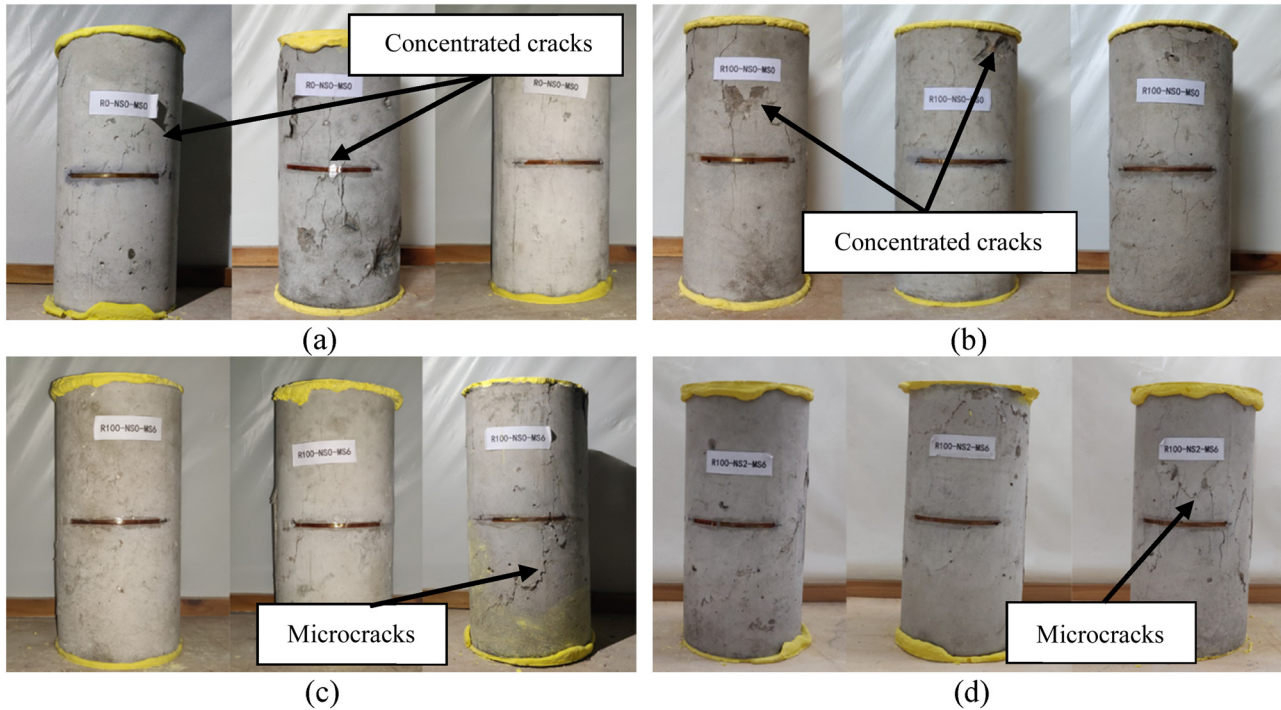 Concentrated cracks
R0-NS0-MS0
R0-NS0-MS0
R0-NS0-MS0
(a)
R100-NS0-MS0
R100-NS0-MS0
R100-NS0-MS0
Concentrated cracks
(b)
R100-NS0-MS6
R100-NS0-MS6
R100-NS0-MS6
Microcracks
(c)
R100-NS2-MS6
R100-NS2-MS6
R100-NS2-MS6
Microcracks
(d)